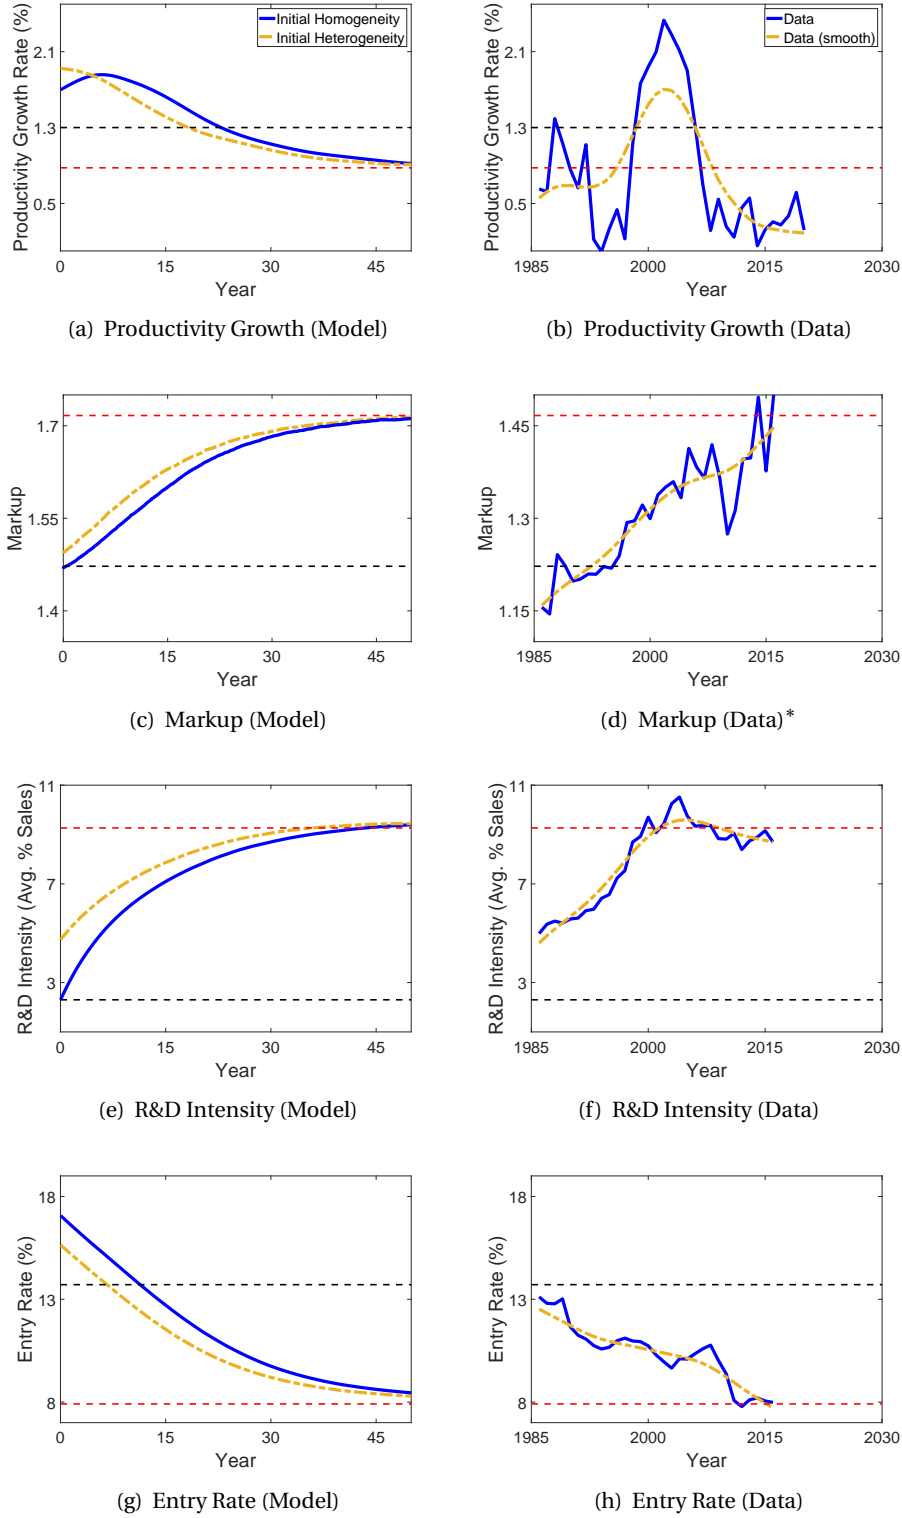 Productivity Growth Rate (%)
2.1
1.3
0.5
Initial Homogeneity
Initial Heterogeneity
0 15 30 45
Year
(a) Productivity Growth (Model)
Productivity Growth Rate (%)
2.1
1.3
0.5
Data
Data (smooth)
1985 2000 2015 2030
Year
(b) Productivity Growth (Data)
Markup
1.7
1.55
1.4
0 15 30 45
Year
(c) Markup (Model)
Markup
1.45
1.3
1.15
1985 2000 2015 2030
Year
(d) Markup (Data)*
R&D Intensity (Avg. % Sales)
11
7
3
0 15 30 45
Year
(e) R&D Intensity (Model)
R&D Intensity (Avg. % Sales)
11
7
3
1985 2000 2015 2030
Year
(f) R&D Intensity (Data)
Entry Rate (%)
18
13
8
0 15 30 45
Year
(g) Entry Rate (Model)
Entry Rate (%)
18
13
8
1985 2000 2015 2030
Year
(h) Entry Rate (Data)